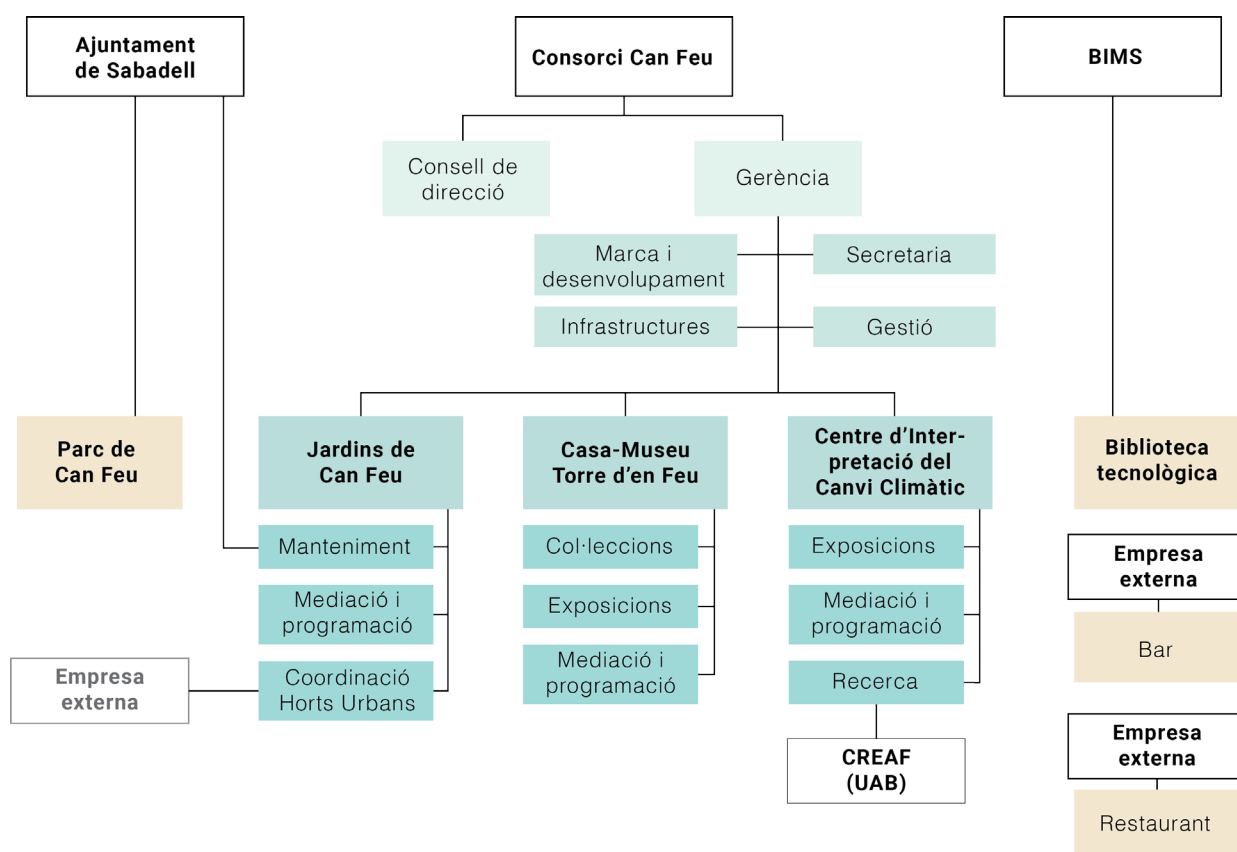 Ajuntament
de Sabadell
Consorci Can Feu
BIMS
Consell de
direcció
Gerència
Marca i
desenvolupament
Secretaria
Infrastructures
Gestió
Parc de
Can Feu
Jardins de
Can Feu
Casa-Museu
Torre d'en Feu
Centre d'Inter-
pretació del
Canvi Climàtic
Biblioteca
tecnològica
Manteniment
Mediació i
programació
Coordinació
Horts Urbans
Empresa
externa
Col·leccions
Exposicions
Mediació i
programació
Exposicions
Mediació i
programació
Recerca
CREAF
(UAB)
Empresa
externa
Bar
Empresa
externa
Restaurant